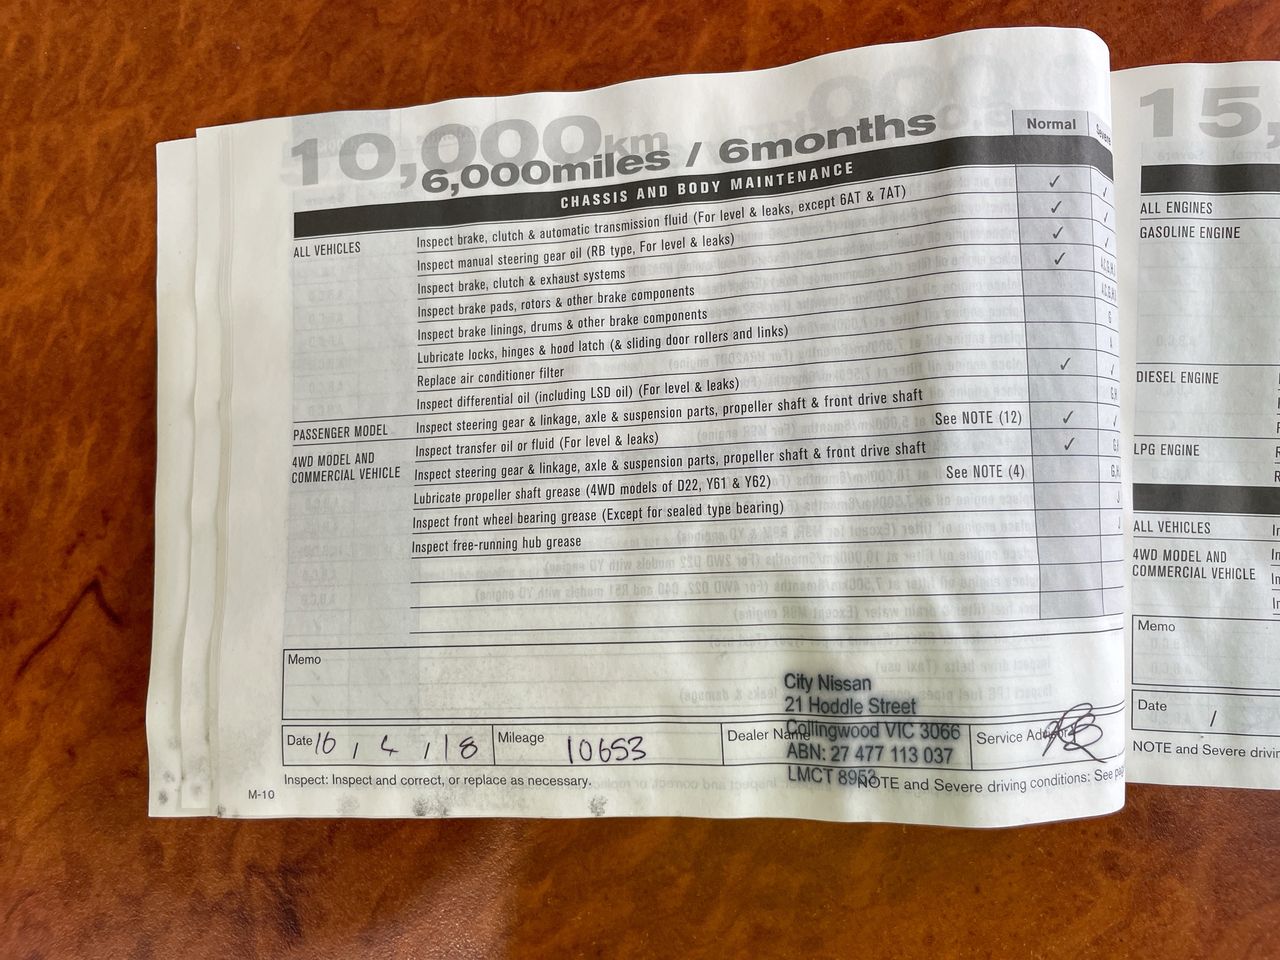 10,000km
6,000miles / 6months
Normal
Severe
CHASSIS AND BODY MAINTENANCE
ALL VEHICLES
Inspect brake, clutch & automatic transmission fluid (For level & leaks, except 6AT & 7AT)
✓ ✓
Inspect manual steering gear oil (RB type, For level & leaks)
✓ ✓
Inspect brake, clutch & exhaust systems
✓ ✓
Inspect brake pads, rotors & other brake components
✓
Inspect brake linings, drums & other brake components
Lubricate locks, hinges & hood latch (& sliding door rollers and links)
G
Replace air conditioner filter
Inspect differential oil (including LSD oil) (For level & leaks)
✓ ✓
PASSENGER MODEL
Inspect steering gear & linkage, axle & suspension parts, propeller shaft & front drive shaft
G,H
4WD MODEL AND
COMMERCIAL VEHICLE
Inspect transfer oil or fluid (For level & leaks)
See NOTE (12) ✓ ✓
Inspect steering gear & linkage, axle & suspension parts, propeller shaft & front drive shaft
✓
Lubricate propeller shaft grease (4WD models of D22, Y61 & Y62)
See NOTE (4)
Inspect front wheel bearing grease (Except for sealed type bearing)
J
Inspect free-running hub grease
J
Memo
Date 16 / 4 / 18
Mileage 10653
Dealer Name
City Nissan
21 Hoddle Street
Collingwood VIC 3066
ABN: 27 477 113 037
LMCT 8953
Service Advisor
Inspect: Inspect and correct, or replace as necessary.
NOTE and Severe driving conditions: See
M-10
15,
ALL ENGINES
GASOLINE ENGINE
DIESEL ENGINE
LPG ENGINE
ALL VEHICLES
4WD MODEL AND
COMMERCIAL VEHICLE
Memo
Date /
NOTE and Severe